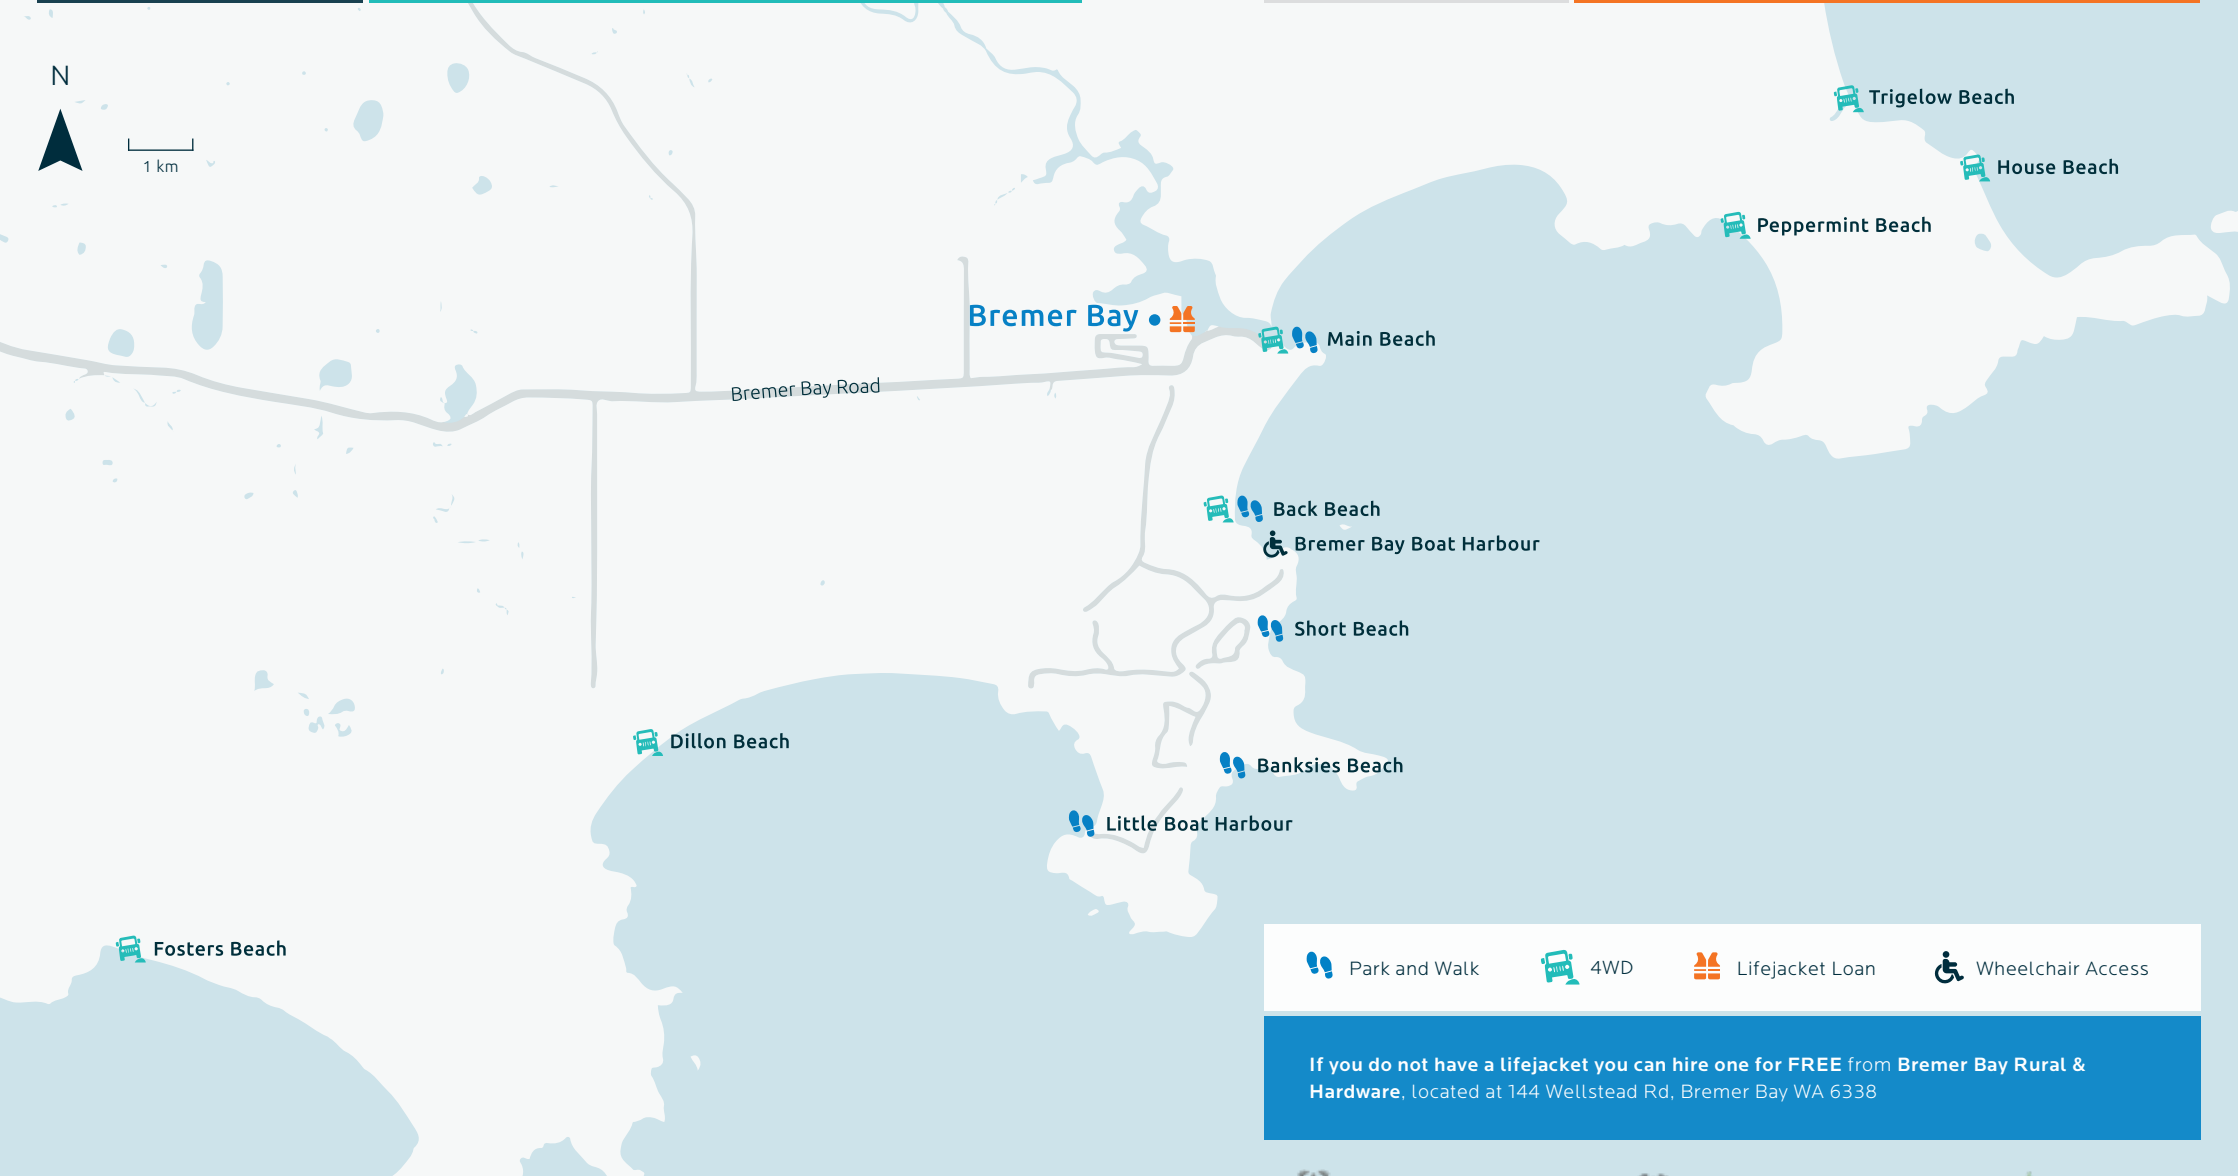 N
1 km
Trigelow Beach
House Beach
Peppermint Beach
Bremer Bay
Main Beach
Bremer Bay Road
Back Beach
Bremer Bay Boat Harbour
Short Beach
Dillon Beach
Banksies Beach
Little Boat Harbour
Fosters Beach
Park and Walk
4WD
Lifejacket Loan
Wheelchair Access
If you do not have a lifejacket you can hire one for FREE from Bremer Bay Rural &
Hardware, located at 144 Wellstead Rd, Bremer Bay WA 6338